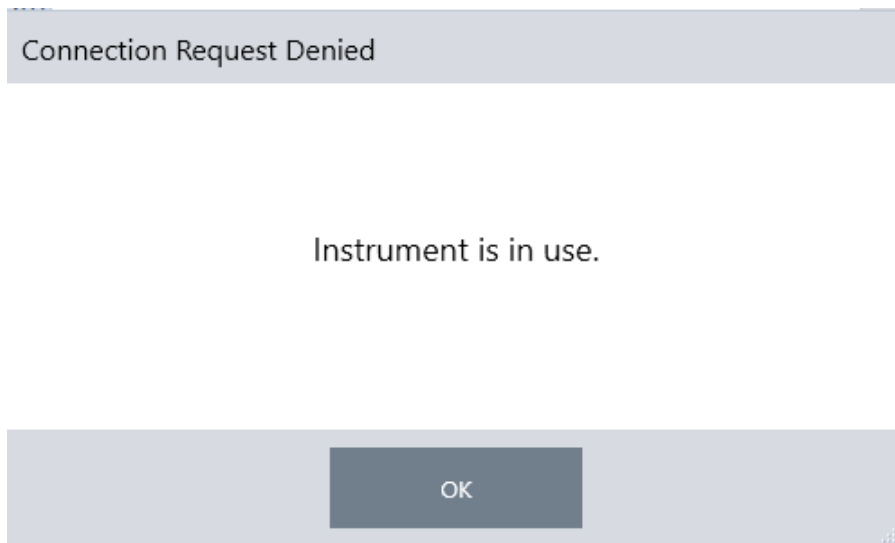 Connection Request Denied
Instrument is in use.
OK